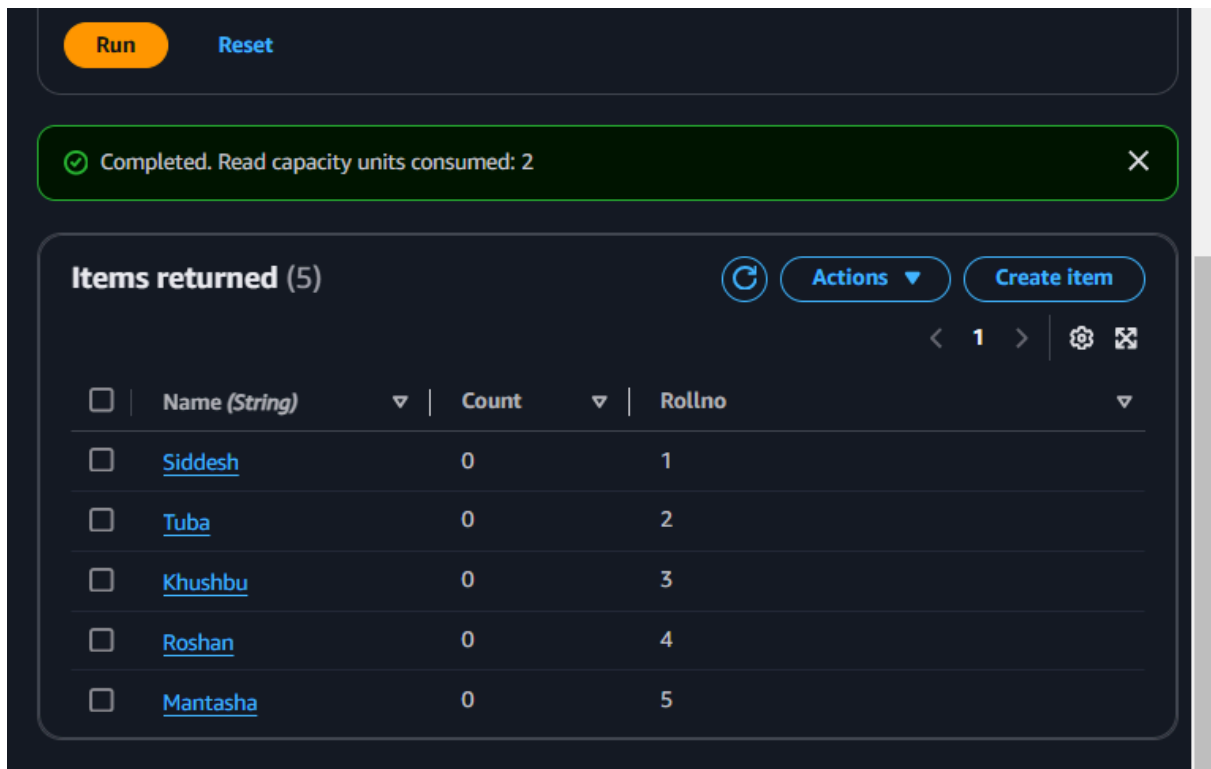 Run Reset
Completed. Read capacity units consumed: 2
Items returned (5) Actions Create item
1
Name (String) Count Rollno
Siddesh 0 1
Tuba 0 2
Khushbu 0 3
Roshan 0 4
Mantasha 0 5